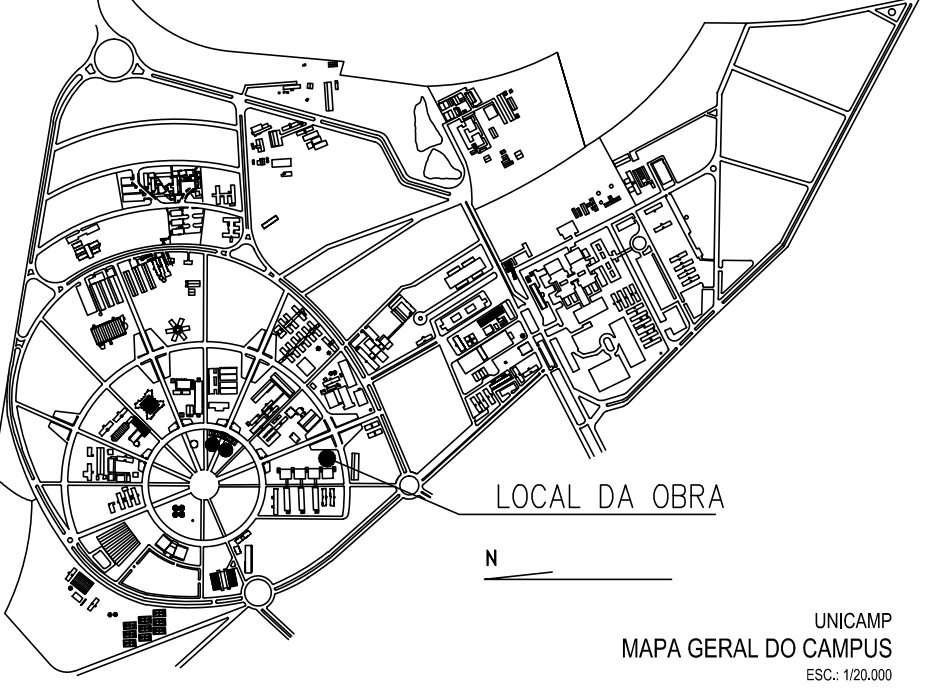 LOCAL DA OBRA
N
UNICAMP
MAPA GERAL DO CAMPUS
ESC.: 1/20.000